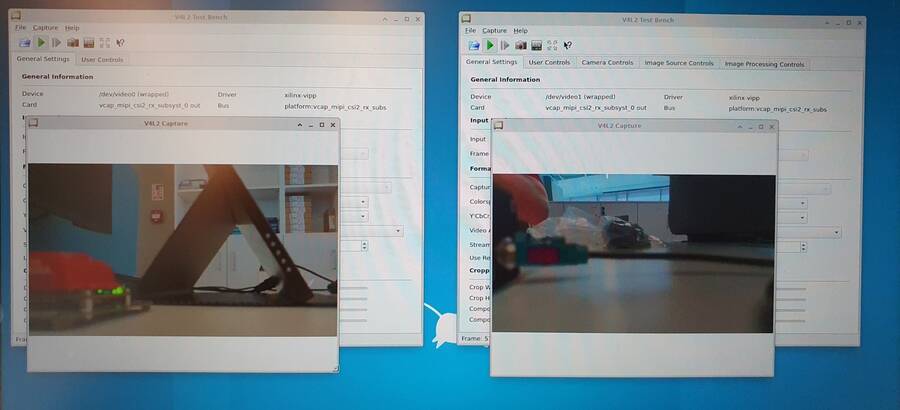 V4L2 Test Bench
File Capture Help
General Settings User Controls
General Information
Device /dev/video0 (wrapped) Driver xilinx-vipp
Card vcap_mipi_csi2_rx_subsyst_0 out Bus platform:vcap_mipi_csi2_rx_subs
V4L2 Capture
V4L2 Test Bench
File Capture Help
General Settings User Controls Camera Controls Image Source Controls Image Processing Controls
General Information
Device /dev/video1 (wrapped) Driver xilinx-vipp
Card vcap_mipi_csi2_rx_subsyst_0 out Bus platform:vcap_mipi_csi2_rx_subs
Input
V4L2 Capture
Input
Frame
Forma
Captur
Colorsp
Y'CbCr
Video A
Stream
Use Re
Cropp
Crop W
Crop H
Compo
Compo
Frame: 5